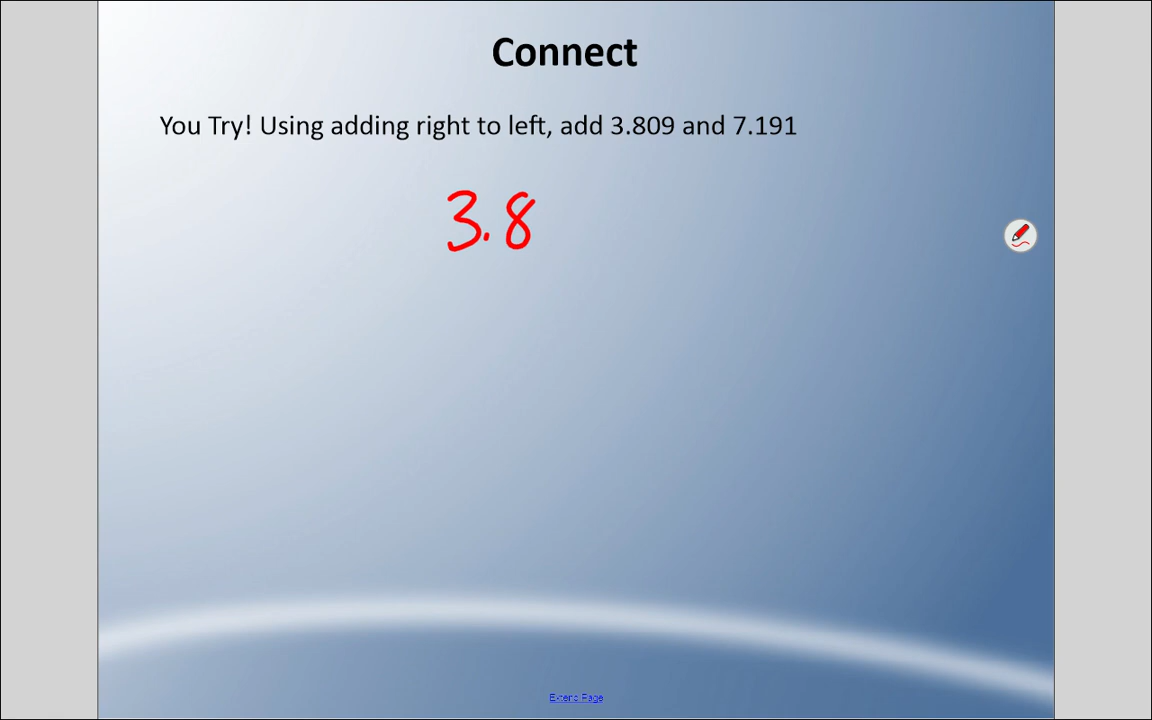 Connect
You Try! Using adding right to left, add 3.809 and 7.191
3.8
Extend Page